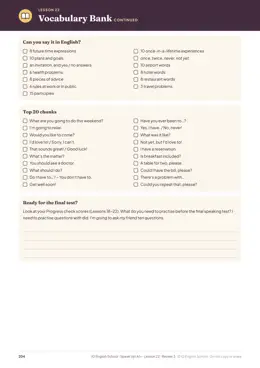 LESSON 22
Vocabulary Bank CONTINUED
Can you say it in English?
8 future time expressions
10 plans and goals
an invitation, and yes / no answers
6 health problems
6 pieces of advice
4 rules at work or in public
10 participles
10 once-in-a-lifetime experiences
once, twice, never, not yet
10 airport words
8 hotel words
8 restaurant words
3 travel problems
Top 20 chunks
What are you going to do this weekend?
I'm going to relax.
Would you like to come?
I'd love to! / Sorry, I can't.
That sounds great! / Good luck!
What's the matter?
You should see a doctor.
What should I do?
Do I have to...? – You don't have to.
Get well soon!
Have you ever been to...?
Yes, I have. / No, never!
What was it like?
Not yet, but I'd love to!
I have a reservation.
Is breakfast included?
A table for two, please.
Could I have the bill, please?
There's a problem with...
Could you repeat that, please?
Ready for the final test?
Look at your Progress check scores (Lessons 18–22). What do you need to practise before the final speaking test? I
need to practise questions with did. I'm going to ask my friend ten questions.